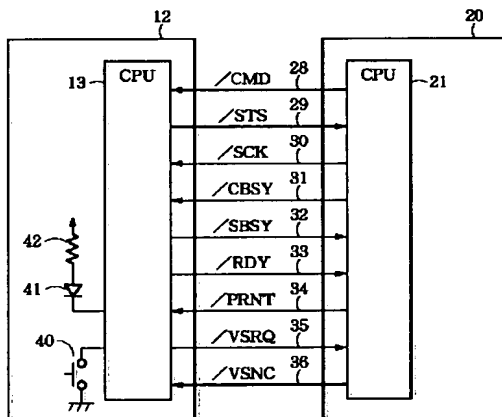 12
20
13
CPU
CPU
21
/CMD 28
/STS 29
/SCK 30
/CBSY 31
/SBSY 32
/RDY 33
/PRNT 34
/VSRQ 35
/VSNC 36
42
41
40